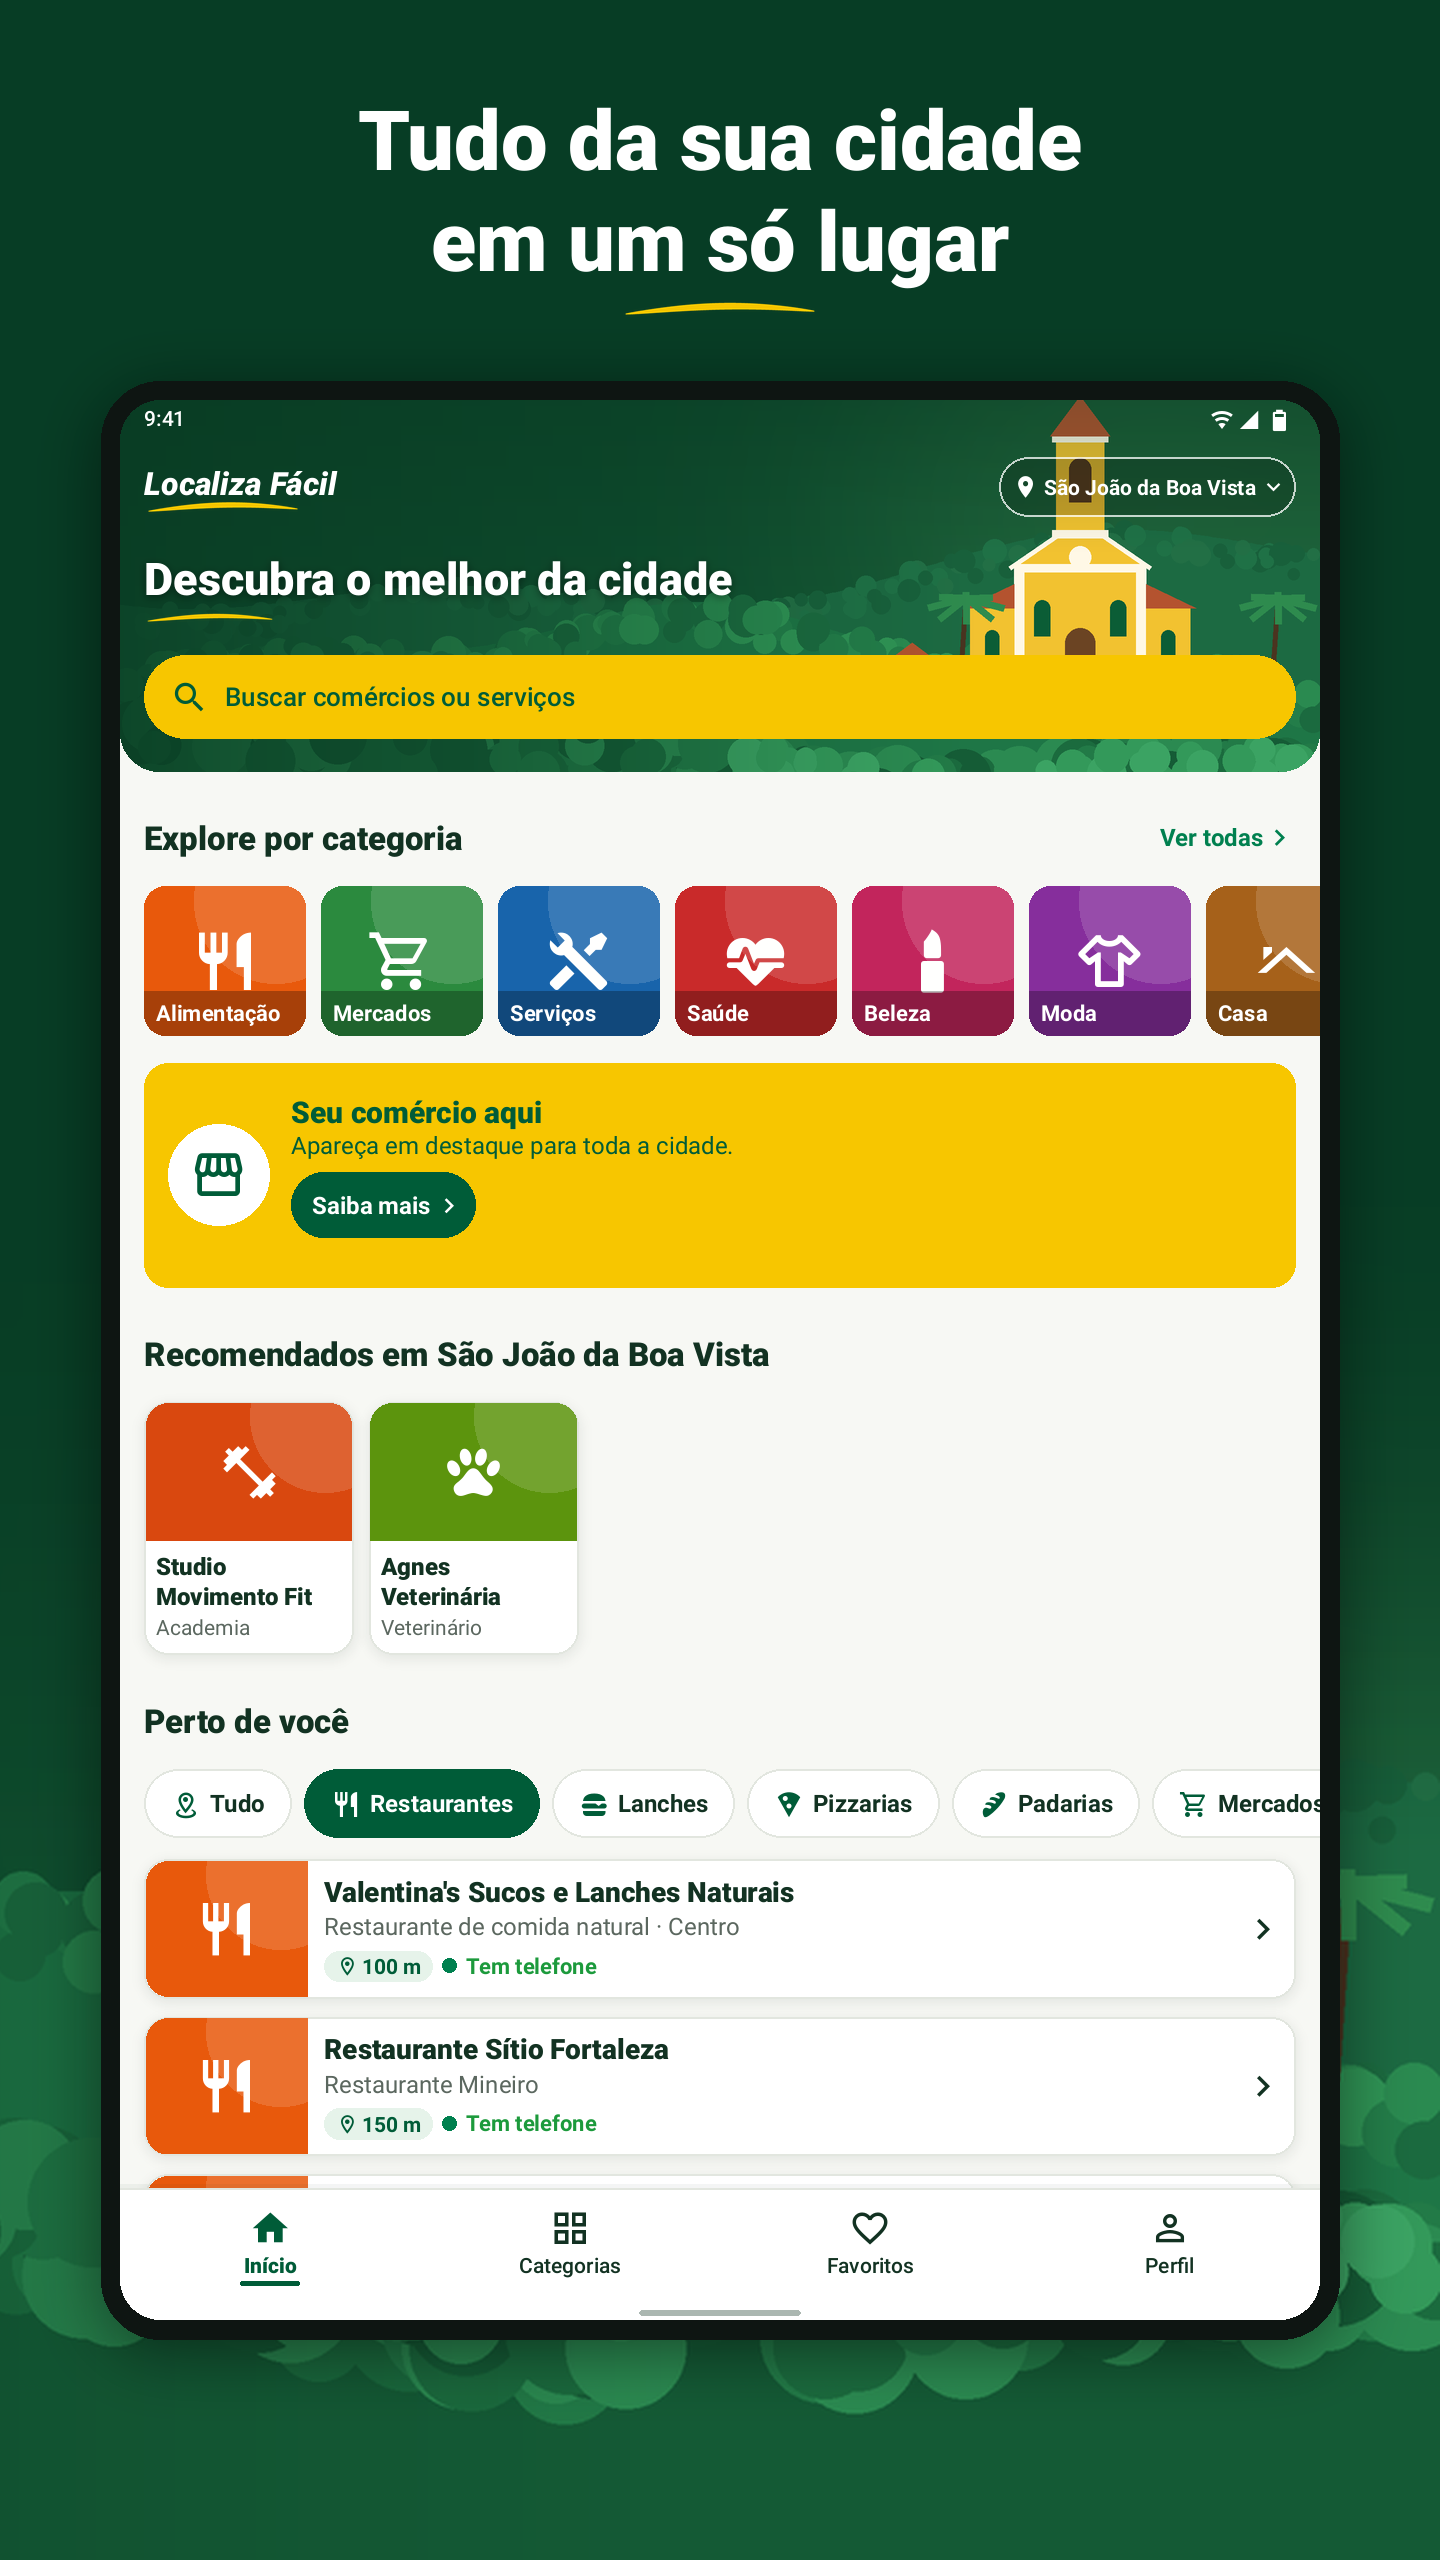 Tudo da sua cidade
em um só lugar
9:41
Localiza Fácil
São João da Boa Vista
Descubra o melhor da cidade
Buscar comércios ou serviços
Explore por categoria
Ver todas
Alimentação
Mercados
Serviços
Saúde
Beleza
Moda
Casa
Seu comércio aqui
Apareça em destaque para toda a cidade.
Saiba mais
Recomendados em São João da Boa Vista
Studio
Movimento Fit
Academia
Agnes
Veterinária
Veterinário
Perto de você
Tudo
Restaurantes
Lanches
Pizzarias
Padarias
Mercados
Valentina's Sucos e Lanches Naturais
Restaurante de comida natural · Centro
100 m
Tem telefone
Restaurante Sítio Fortaleza
Restaurante Mineiro
150 m
Tem telefone
Início
Categorias
Favoritos
Perfil